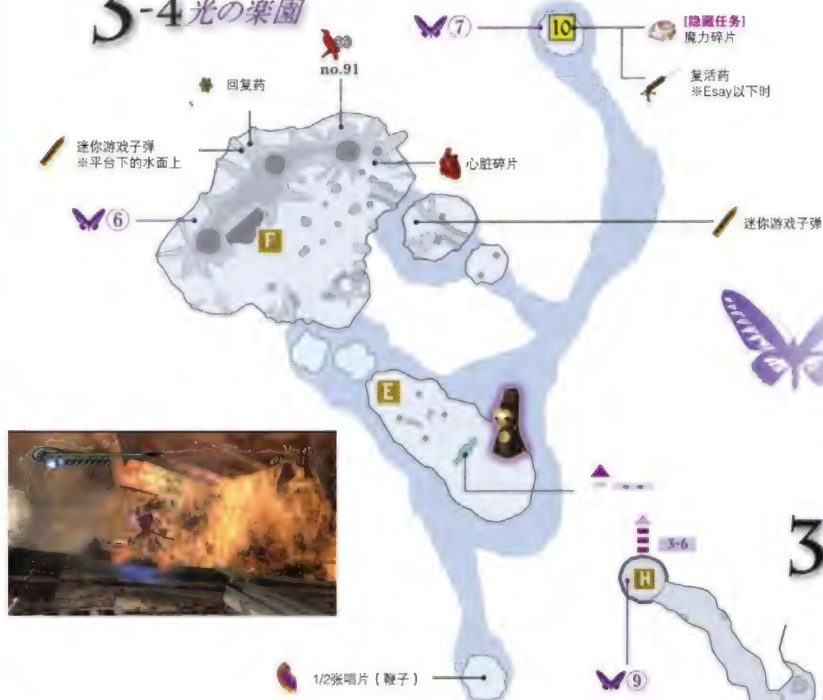 3-4 光の楽園
⑦
10
[隐藏任务]
魔力碎片
复活药
※Esay以下时
no.91
回复药
迷你游戏子弹
※平台下的水面上
心脏碎片
⑥
F
迷你游戏子弹
E
3-6
3
H
⑨
1/2张唱片（鞭子）